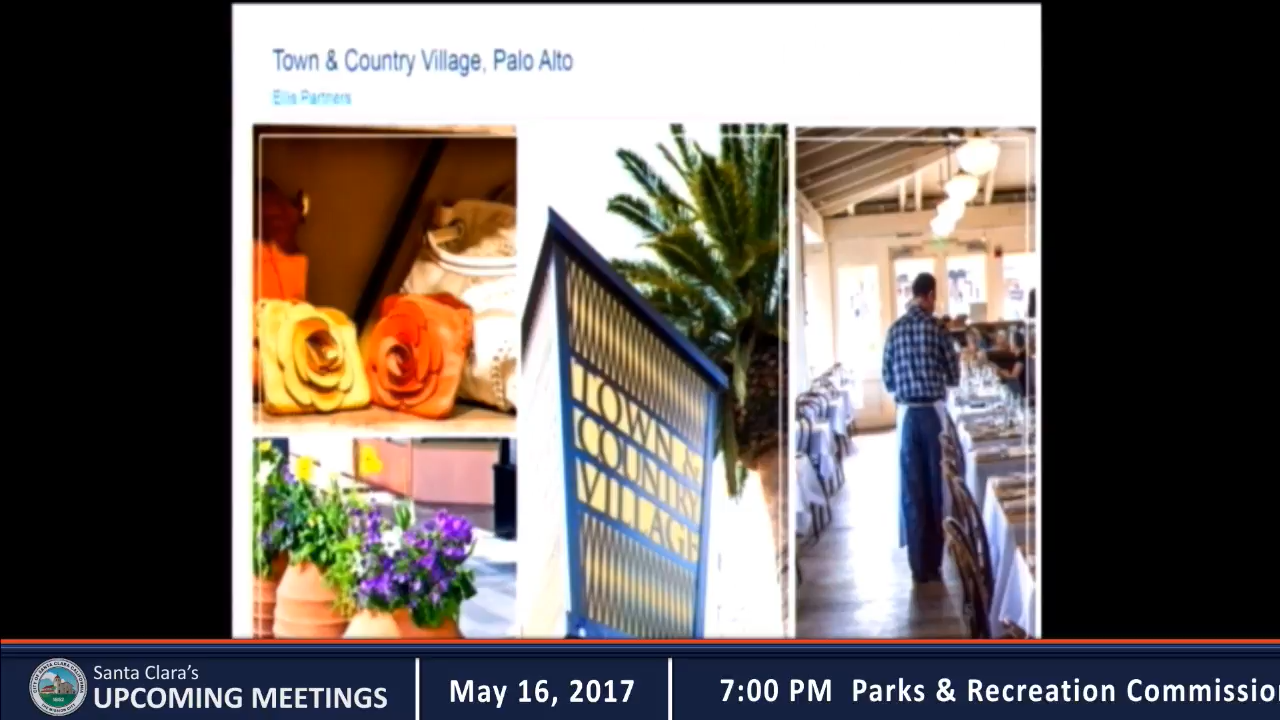 Town & Country Village, Palo Alto
Ellis Partners
TOWN &
COUNTRY
VILLAGE
Santa Clara's
UPCOMING MEETINGS
May 16, 2017
7:00 PM Parks & Recreation Commissio